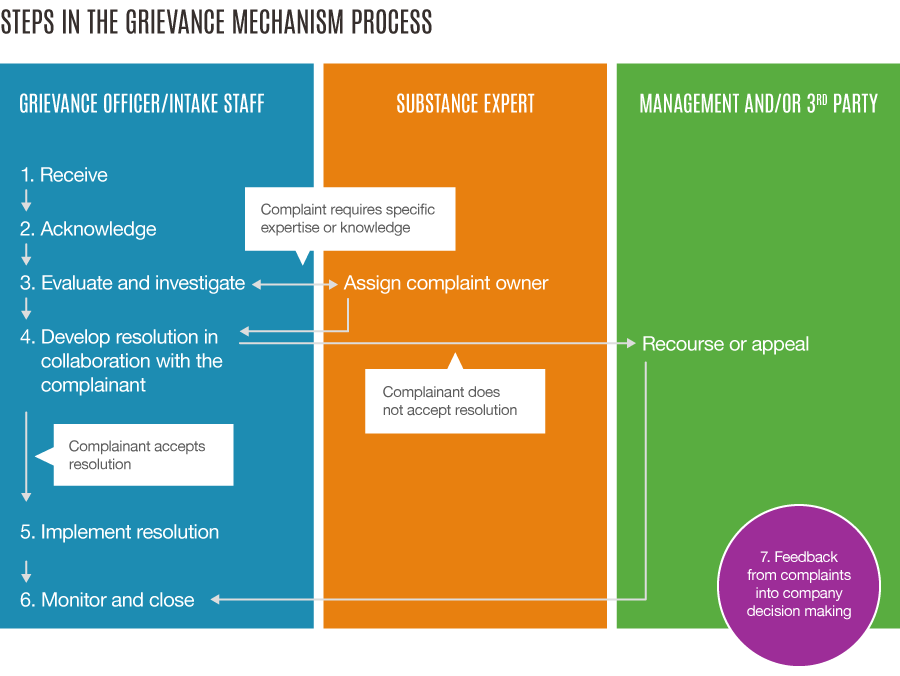 STEPS IN THE GRIEVANCE MECHANISM PROCESS
GRIEVANCE OFFICER/INTAKE STAFF
SUBSTANCE EXPERT
MANAGEMENT AND/OR 3RD PARTY
1. Receive
2. Acknowledge
Complaint requires specific
expertise or knowledge
3. Evaluate and investigate
Assign complaint owner
4. Develop resolution in
collaboration with the
complainant
Recourse or appeal
Complainant does
not accept resolution
Complainant accepts
resolution
5. Implement resolution
6. Monitor and close
7. Feedback
from complaints
into company
decision making